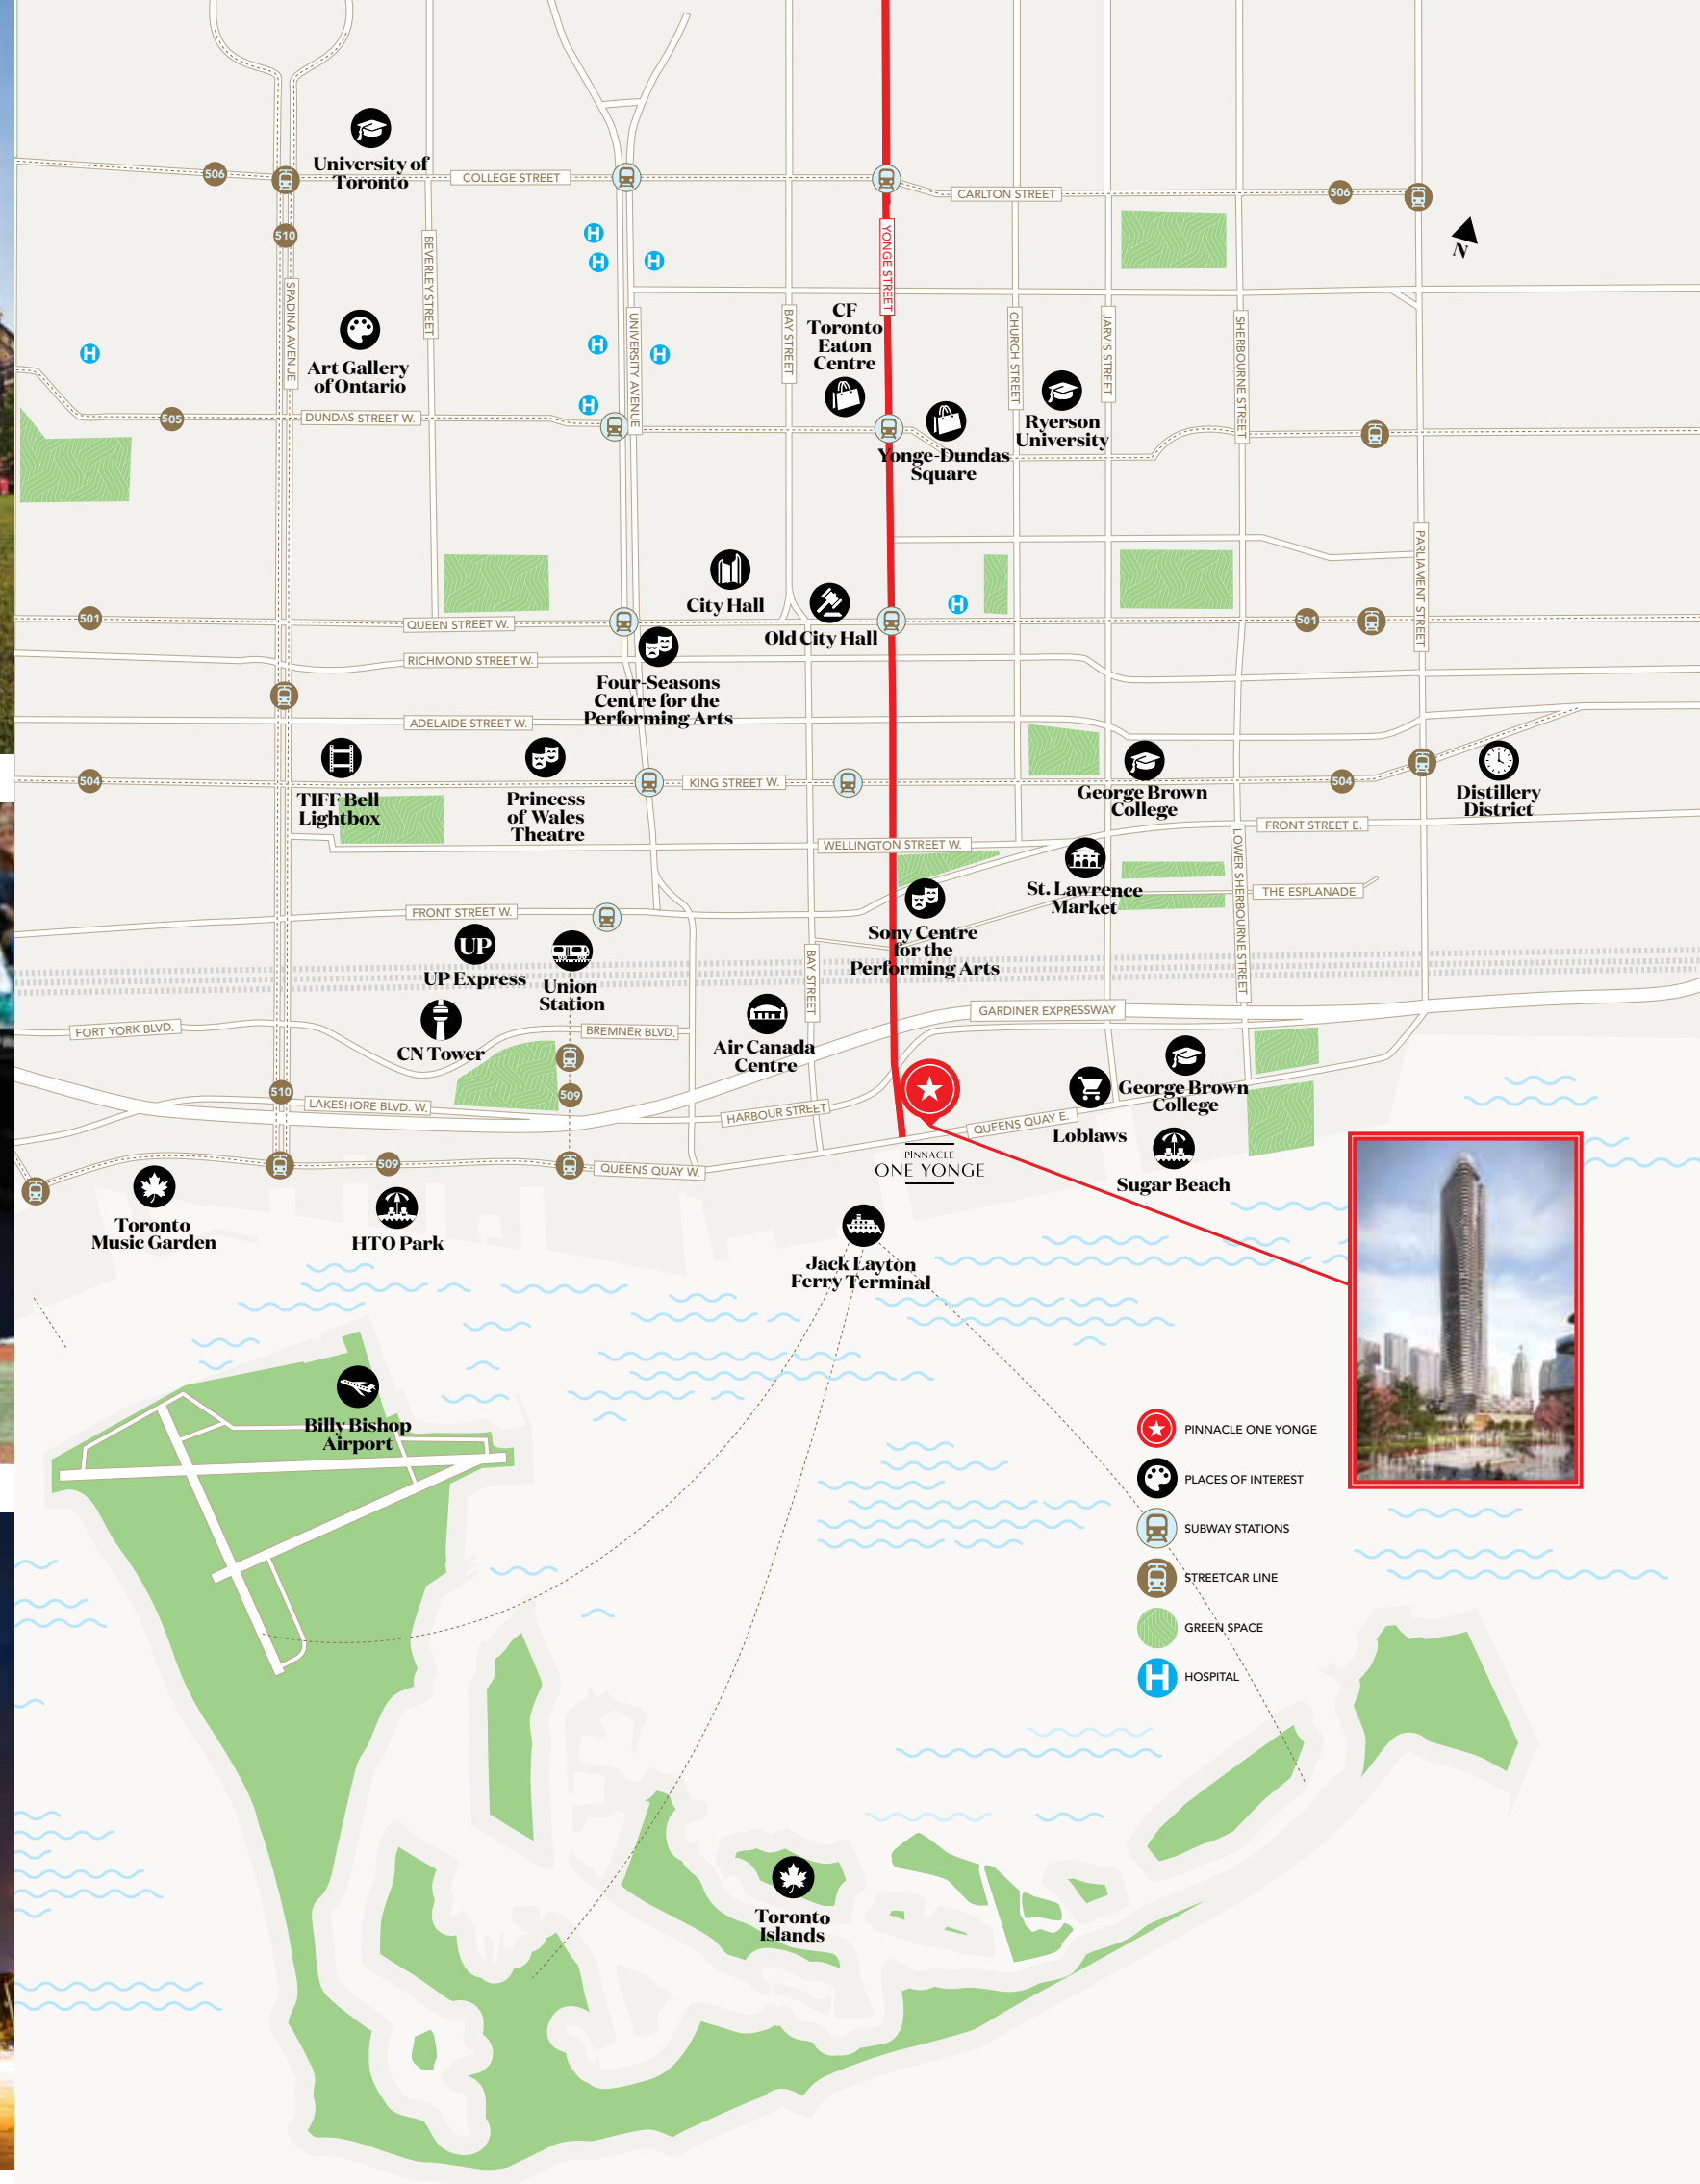 University of
Toronto
506
COLLEGE STREET
CARLTON STREET
506
510
N
BEVERLEY STREET
YONGE STREET
SPADINA AVENUE
UNIVERSITY AVENUE
BAY STREET
CHURCH STREET
JARVIS STREET
SHERBOURNE STREET
H
H
H
H
H
H
H
CF
Toronto
Eaton
Centre
Art Gallery
of Ontario
505
DUNDAS STREET W.
Ryerson
University
Yonge-Dundas
Square
PARLIAMENT STREET
City Hall
H
Old City Hall
501
QUEEN STREET W.
501
RICHMOND STREET W.
Four-Seasons
Centre for the
Performing Arts
ADELAIDE STREET W.
504
KING STREET W.
504
TIFF Bell
Lightbox
Princess
of Wales
Theatre
George Brown
College
Distillery
District
FRONT STREET E.
WELLINGTON STREET W.
LOWER SHERBOURNE STREET
St. Lawrence
Market
THE ESPLANADE
FRONT STREET W.
Sony Centre
for the
Performing Arts
UP
UP Express
Union
Station
BAY STREET
GARDINER EXPRESSWAY
FORT YORK BLVD.
BREMNER BLVD.
CN Tower
Air Canada
Centre
510
509
LAKESHORE BLVD. W.
HARBOUR STREET
George Brown
College
QUEENS QUAY E.
Loblaws
PINNACLE
ONE YONGE
509
QUEENS QUAY W.
Sugar Beach
Toronto
Music Garden
HTO Park
Jack Layton
Ferry Terminal
Billy Bishop
Airport
PINNACLE ONE YONGE
PLACES OF INTEREST
SUBWAY STATIONS
STREETCAR LINE
GREEN SPACE
H
HOSPITAL
Toronto
Islands